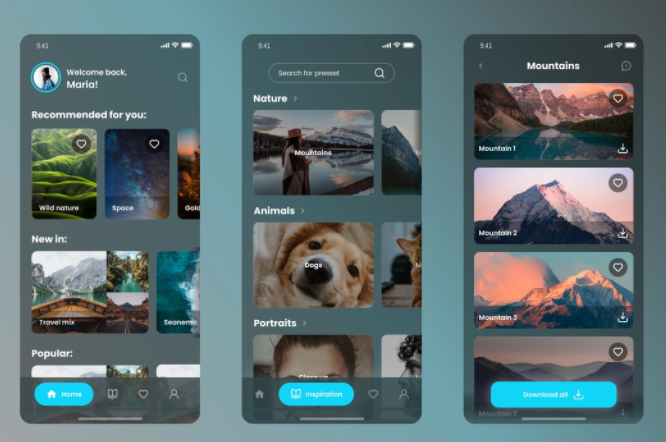 9:41
Welcome back,
Maria!
Recommended for you:
Wild nature
Space
Gold
New in:
Travel mix
Popular:
Home
9:41
Search for presset
Nature
Mountains
Animals
Dogs
Portraits
Close up
Inspiration
9:41
Mountains
Mountain 1
Mountain 2
Mountain 3
Download all
Mountain 3